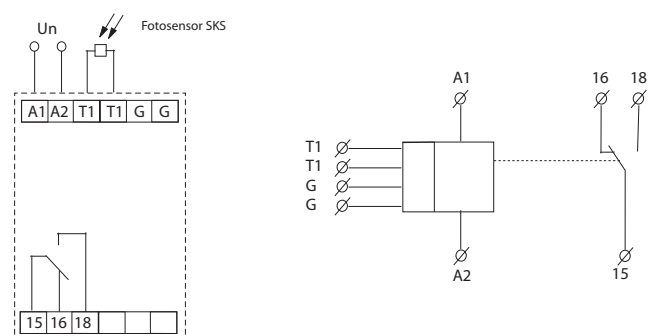 Un
Fotosensor SKS
A1 A2 T1 T1 G G
15 16 18
A1
16 18
T1
T1
G
G
A2
15